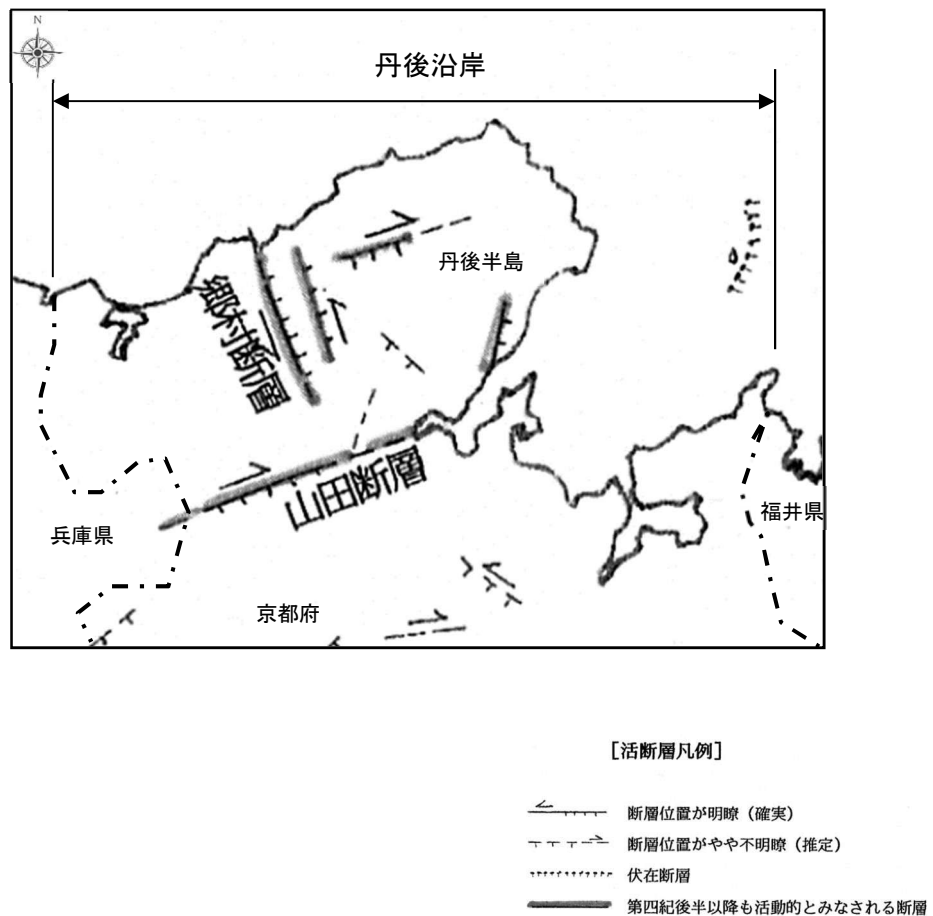 N
丹後沿岸
丹後半島
郷村断層
山田断層
兵庫県
福井県
京都府
[活断層凡例]
断層位置が明瞭(確実)
断層位置がやや不明瞭(推定)
伏在断層
第四紀後半以降も活動的とみなされる断層